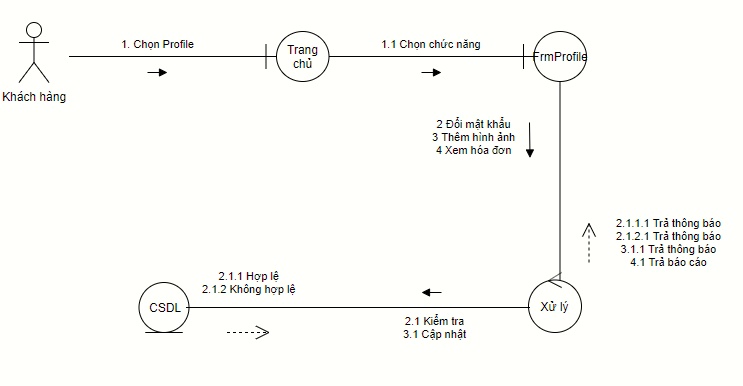 1. Chọn Profile
1.1 Chọn chức năng
Trang
chủ
FrmProfile
Khách hàng
2 Đổi mật khẩu
3 Thêm hình ảnh
4 Xem hóa đơn
2.1.1.1 Trả thông báo
2.1.2.1 Trả thông báo
3.1.1 Trả thông báo
4.1 Trả báo cáo
2.1.1 Hợp lệ
2.1.2 Không hợp lệ
CSDL
Xử lý
2.1 Kiểm tra
3.1 Cập nhật